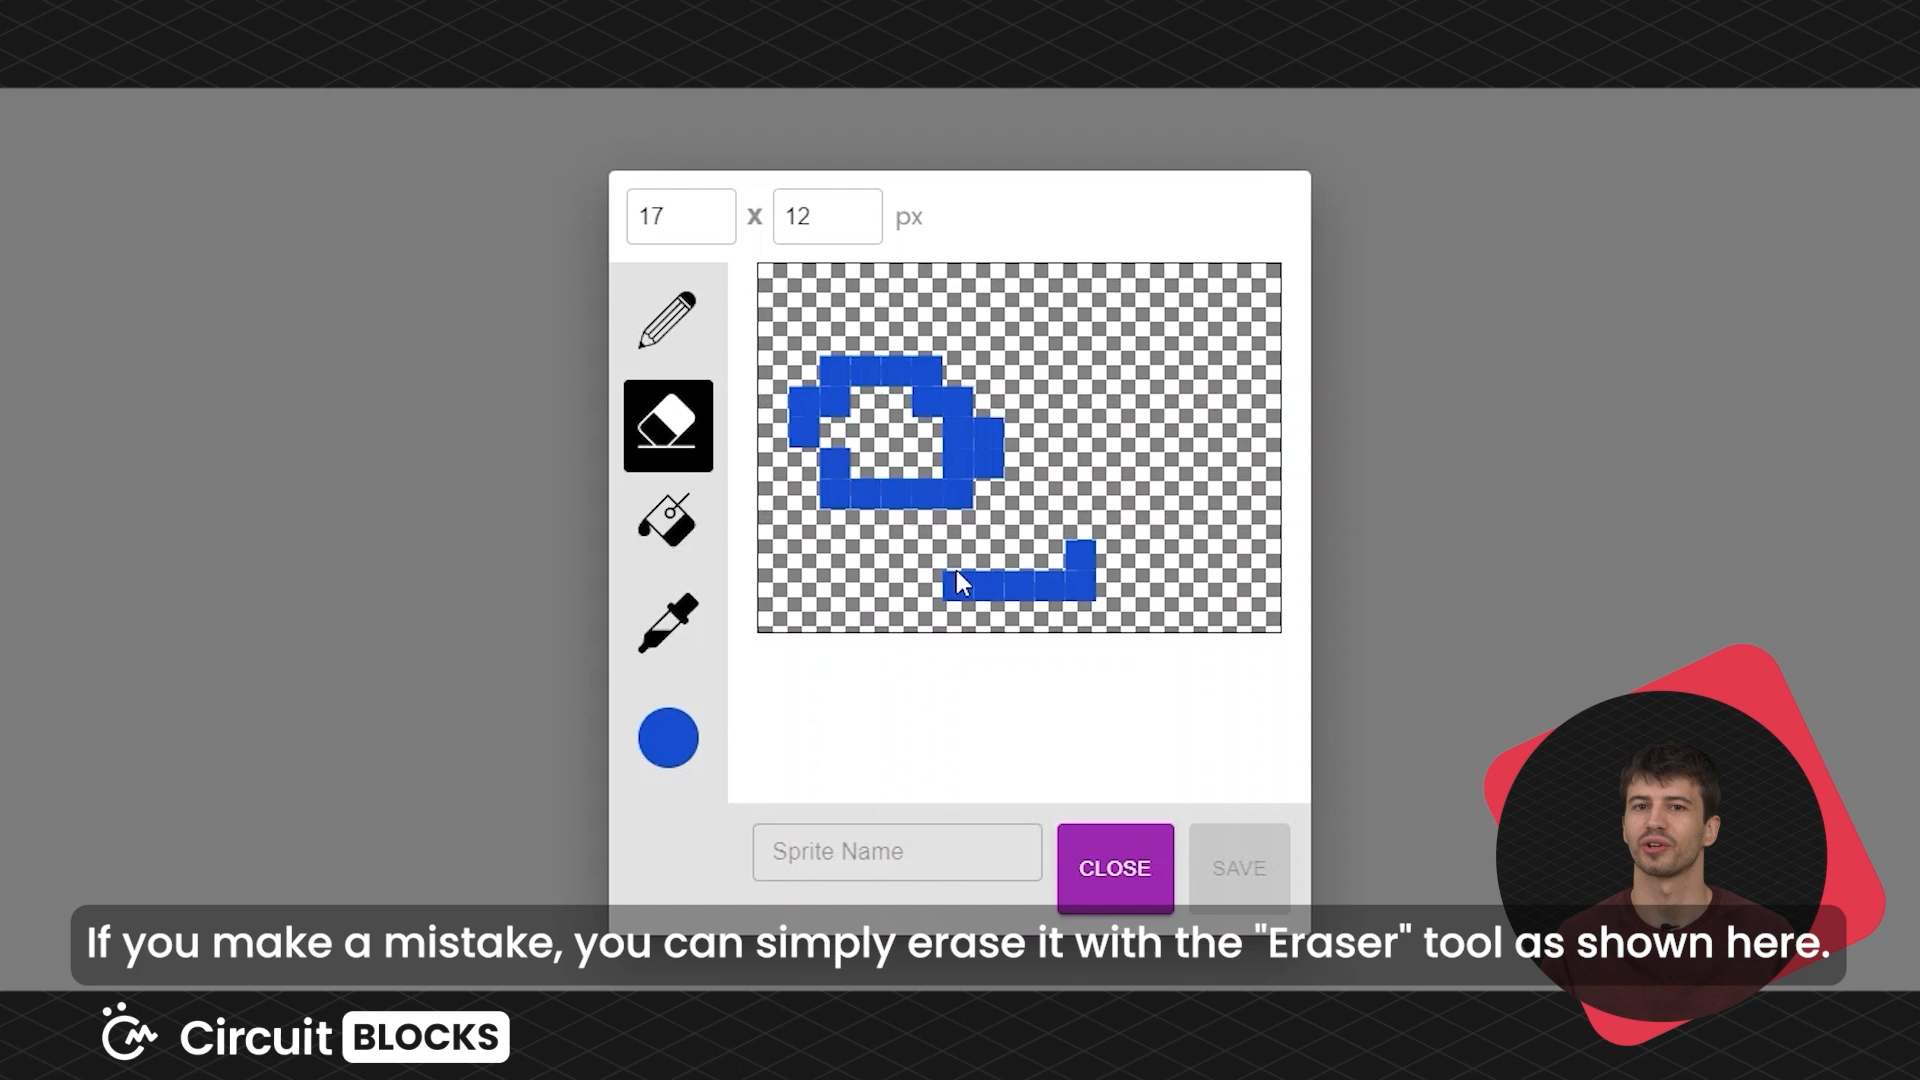 17 x 12 px
Sprite Name
CLOSE
SAVE
If you make a mistake, you can simply erase it with the "Eraser" tool as shown here.
Circuit BLOCKS